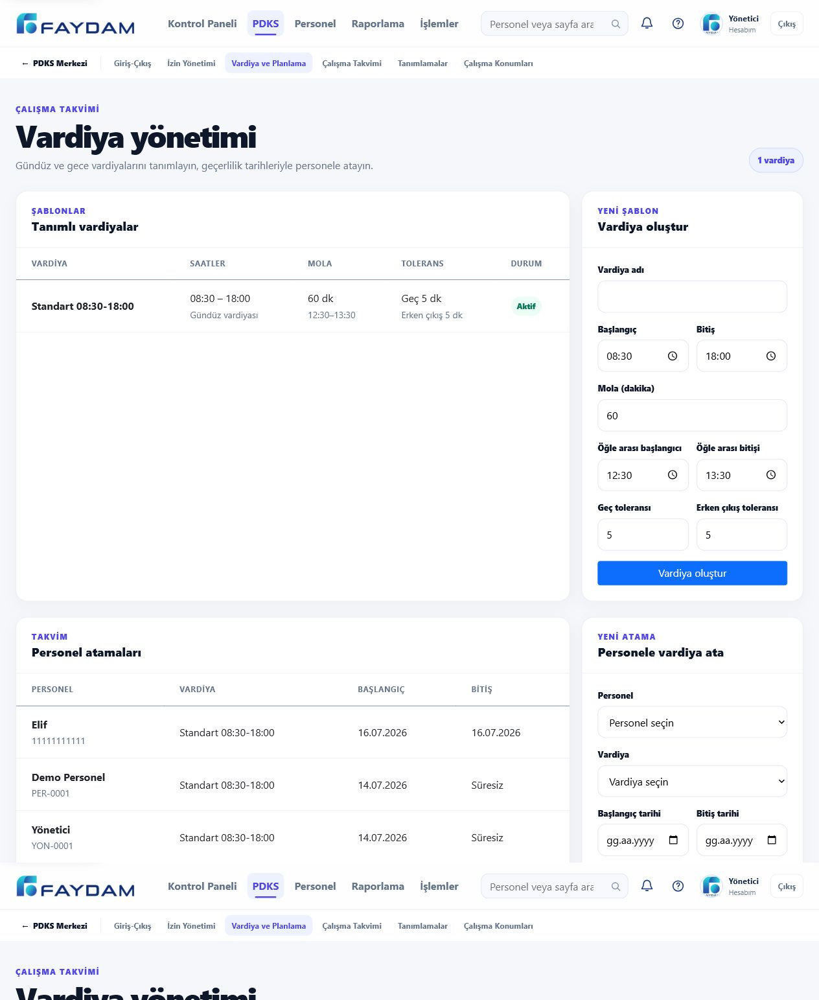 FAYDAM
Kontrol Paneli PDKS Personel Raporlama İşlemler Personel veya sayfa ara Yönetici Hesabım Çıkış
← PDKS Merkezi Giriş-Çıkış İzin Yönetimi Vardiya ve Planlama Çalışma Takvimi Tanımlamalar Çalışma Konumları
ÇALIŞMA TAKVİMİ
Vardiya yönetimi
Gündüz ve gece vardiyalarını tanımlayın, geçerlilik tarihleriyle personele atayın.
1 vardiya
ŞABLONLAR
Tanımlı vardiyalar
VARDİYA SAATLER MOLA TOLERANS DURUM
Standart 08:30-18:00 08:30 – 18:00 60 dk Geç 5 dk Aktif
Gündüz vardiyası 12:30–13:30 Erken çıkış 5 dk
YENİ ŞABLON
Vardiya oluştur
Vardiya adı
Başlangıç Bitiş
08:30 18:00
Mola (dakika)
60
Öğle arası başlangıcı Öğle arası bitişi
12:30 13:30
Geç toleransı Erken çıkış toleransı
5 5
Vardiya oluştur
TAKVİM
Personel atamaları
PERSONEL VARDİYA BAŞLANGIÇ BİTİŞ
Elif
11111111111 Standart 08:30-18:00 16.07.2026 16.07.2026
Demo Personel
PER-0001 Standart 08:30-18:00 14.07.2026 Süresiz
Yönetici
YON-0001 Standart 08:30-18:00 14.07.2026 Süresiz
YENİ ATAMA
Personele vardiya ata
Personel
Personel seçin
Vardiya
Vardiya seçin
Başlangıç tarihi Bitiş tarihi
gg.aa.yyyy gg.aa.yyyy
FAYDAM
Kontrol Paneli PDKS Personel Raporlama İşlemler Personel veya sayfa ara Yönetici Hesabım Çıkış
← PDKS Merkezi Giriş-Çıkış İzin Yönetimi Vardiya ve Planlama Çalışma Takvimi Tanımlamalar Çalışma Konumları
ÇALIŞMA TAKVİMİ
Vardiya yönetimi